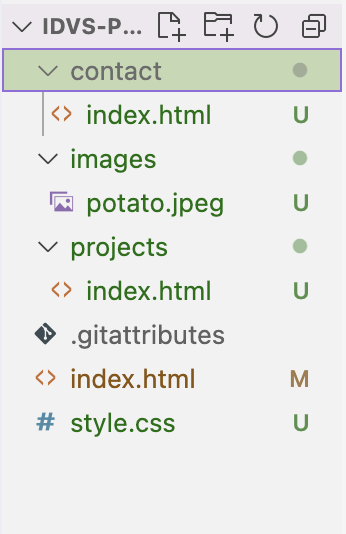 IDVS-P...
contact
index.html U
images
potato.jpeg U
projects
index.html U
.gitattributes
index.html M
# style.css U